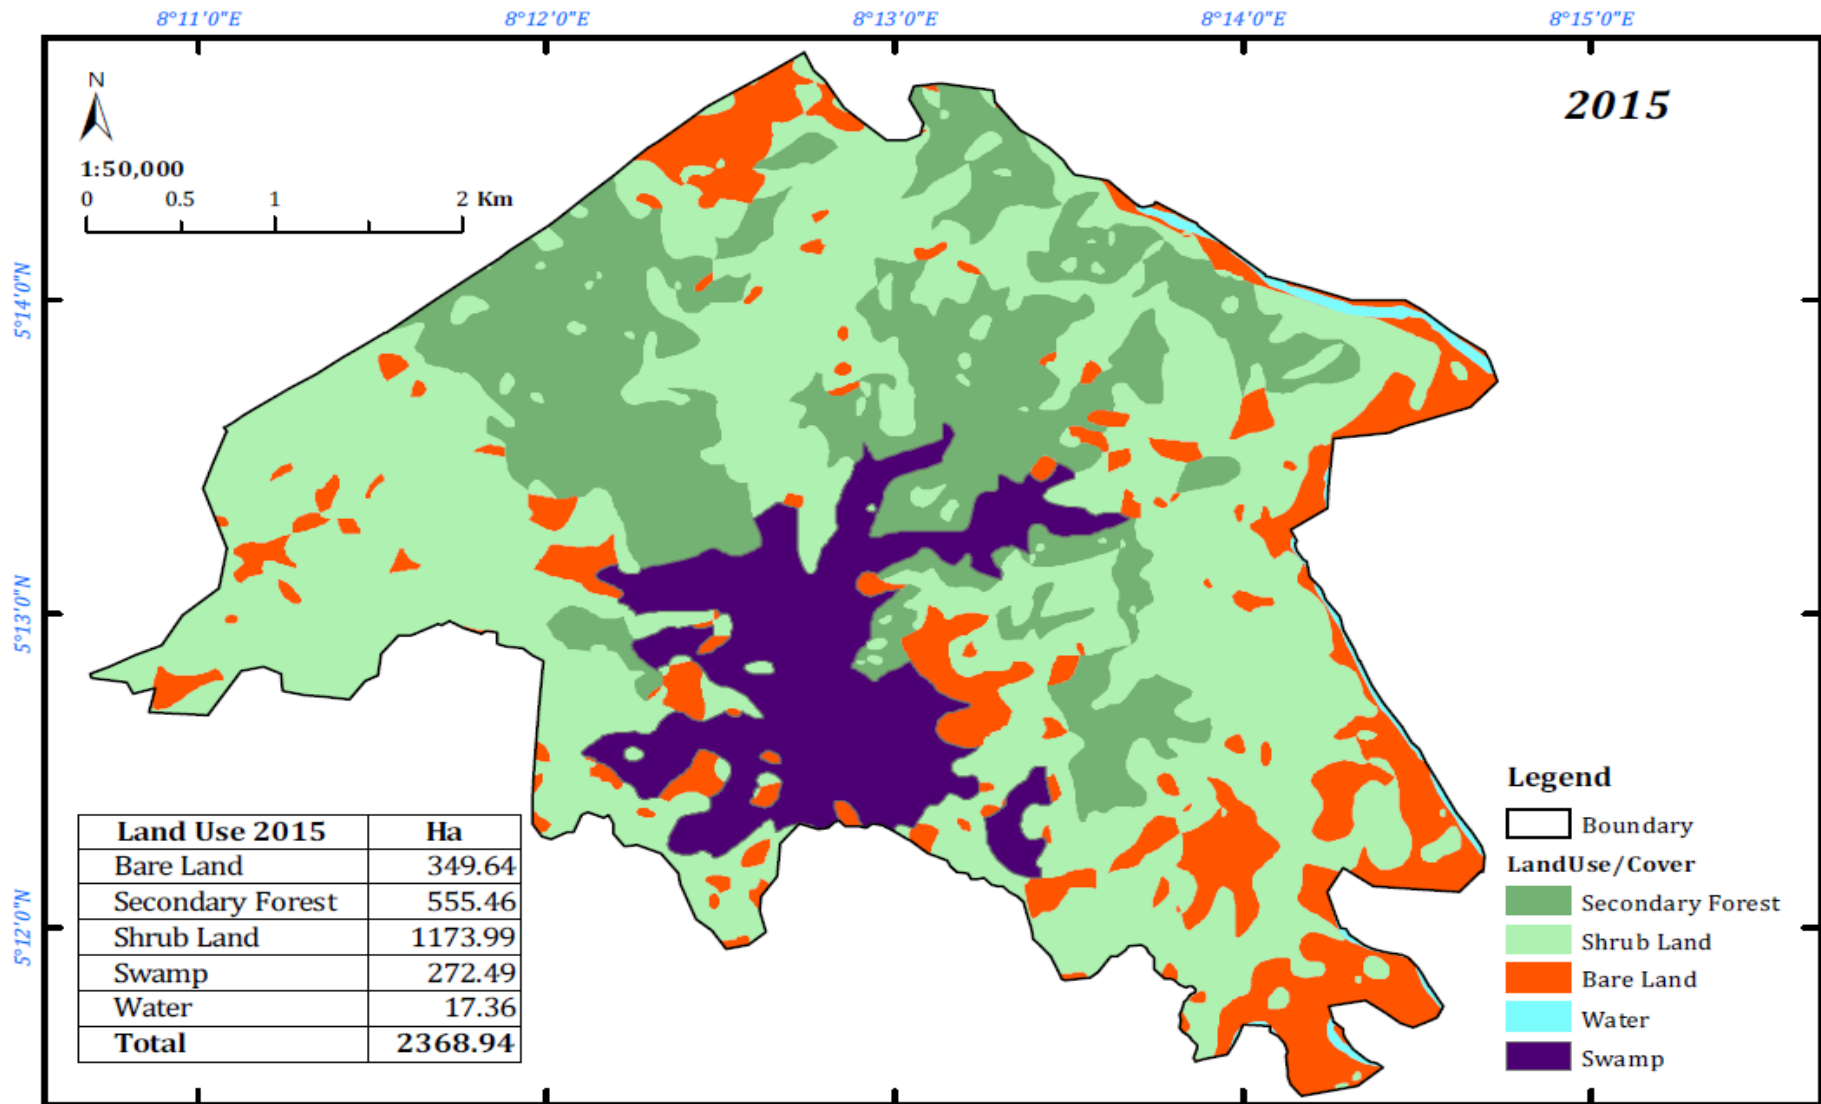 8°11'0"E 8°12'0"E 8°13'0"E 8°14'0"E 8°15'0"E
N
2015
1:50,000
0 0.5 1 2 Km
5°14'0"N
5°13'0"N
5°12'0"N
Land Use 2015 Ha
Bare Land 349.64
Secondary Forest 555.46
Shrub Land 1173.99
Swamp 272.49
Water 17.36
Total 2368.94
Legend
Boundary
LandUse/Cover
Secondary Forest
Shrub Land
Bare Land
Water
Swamp